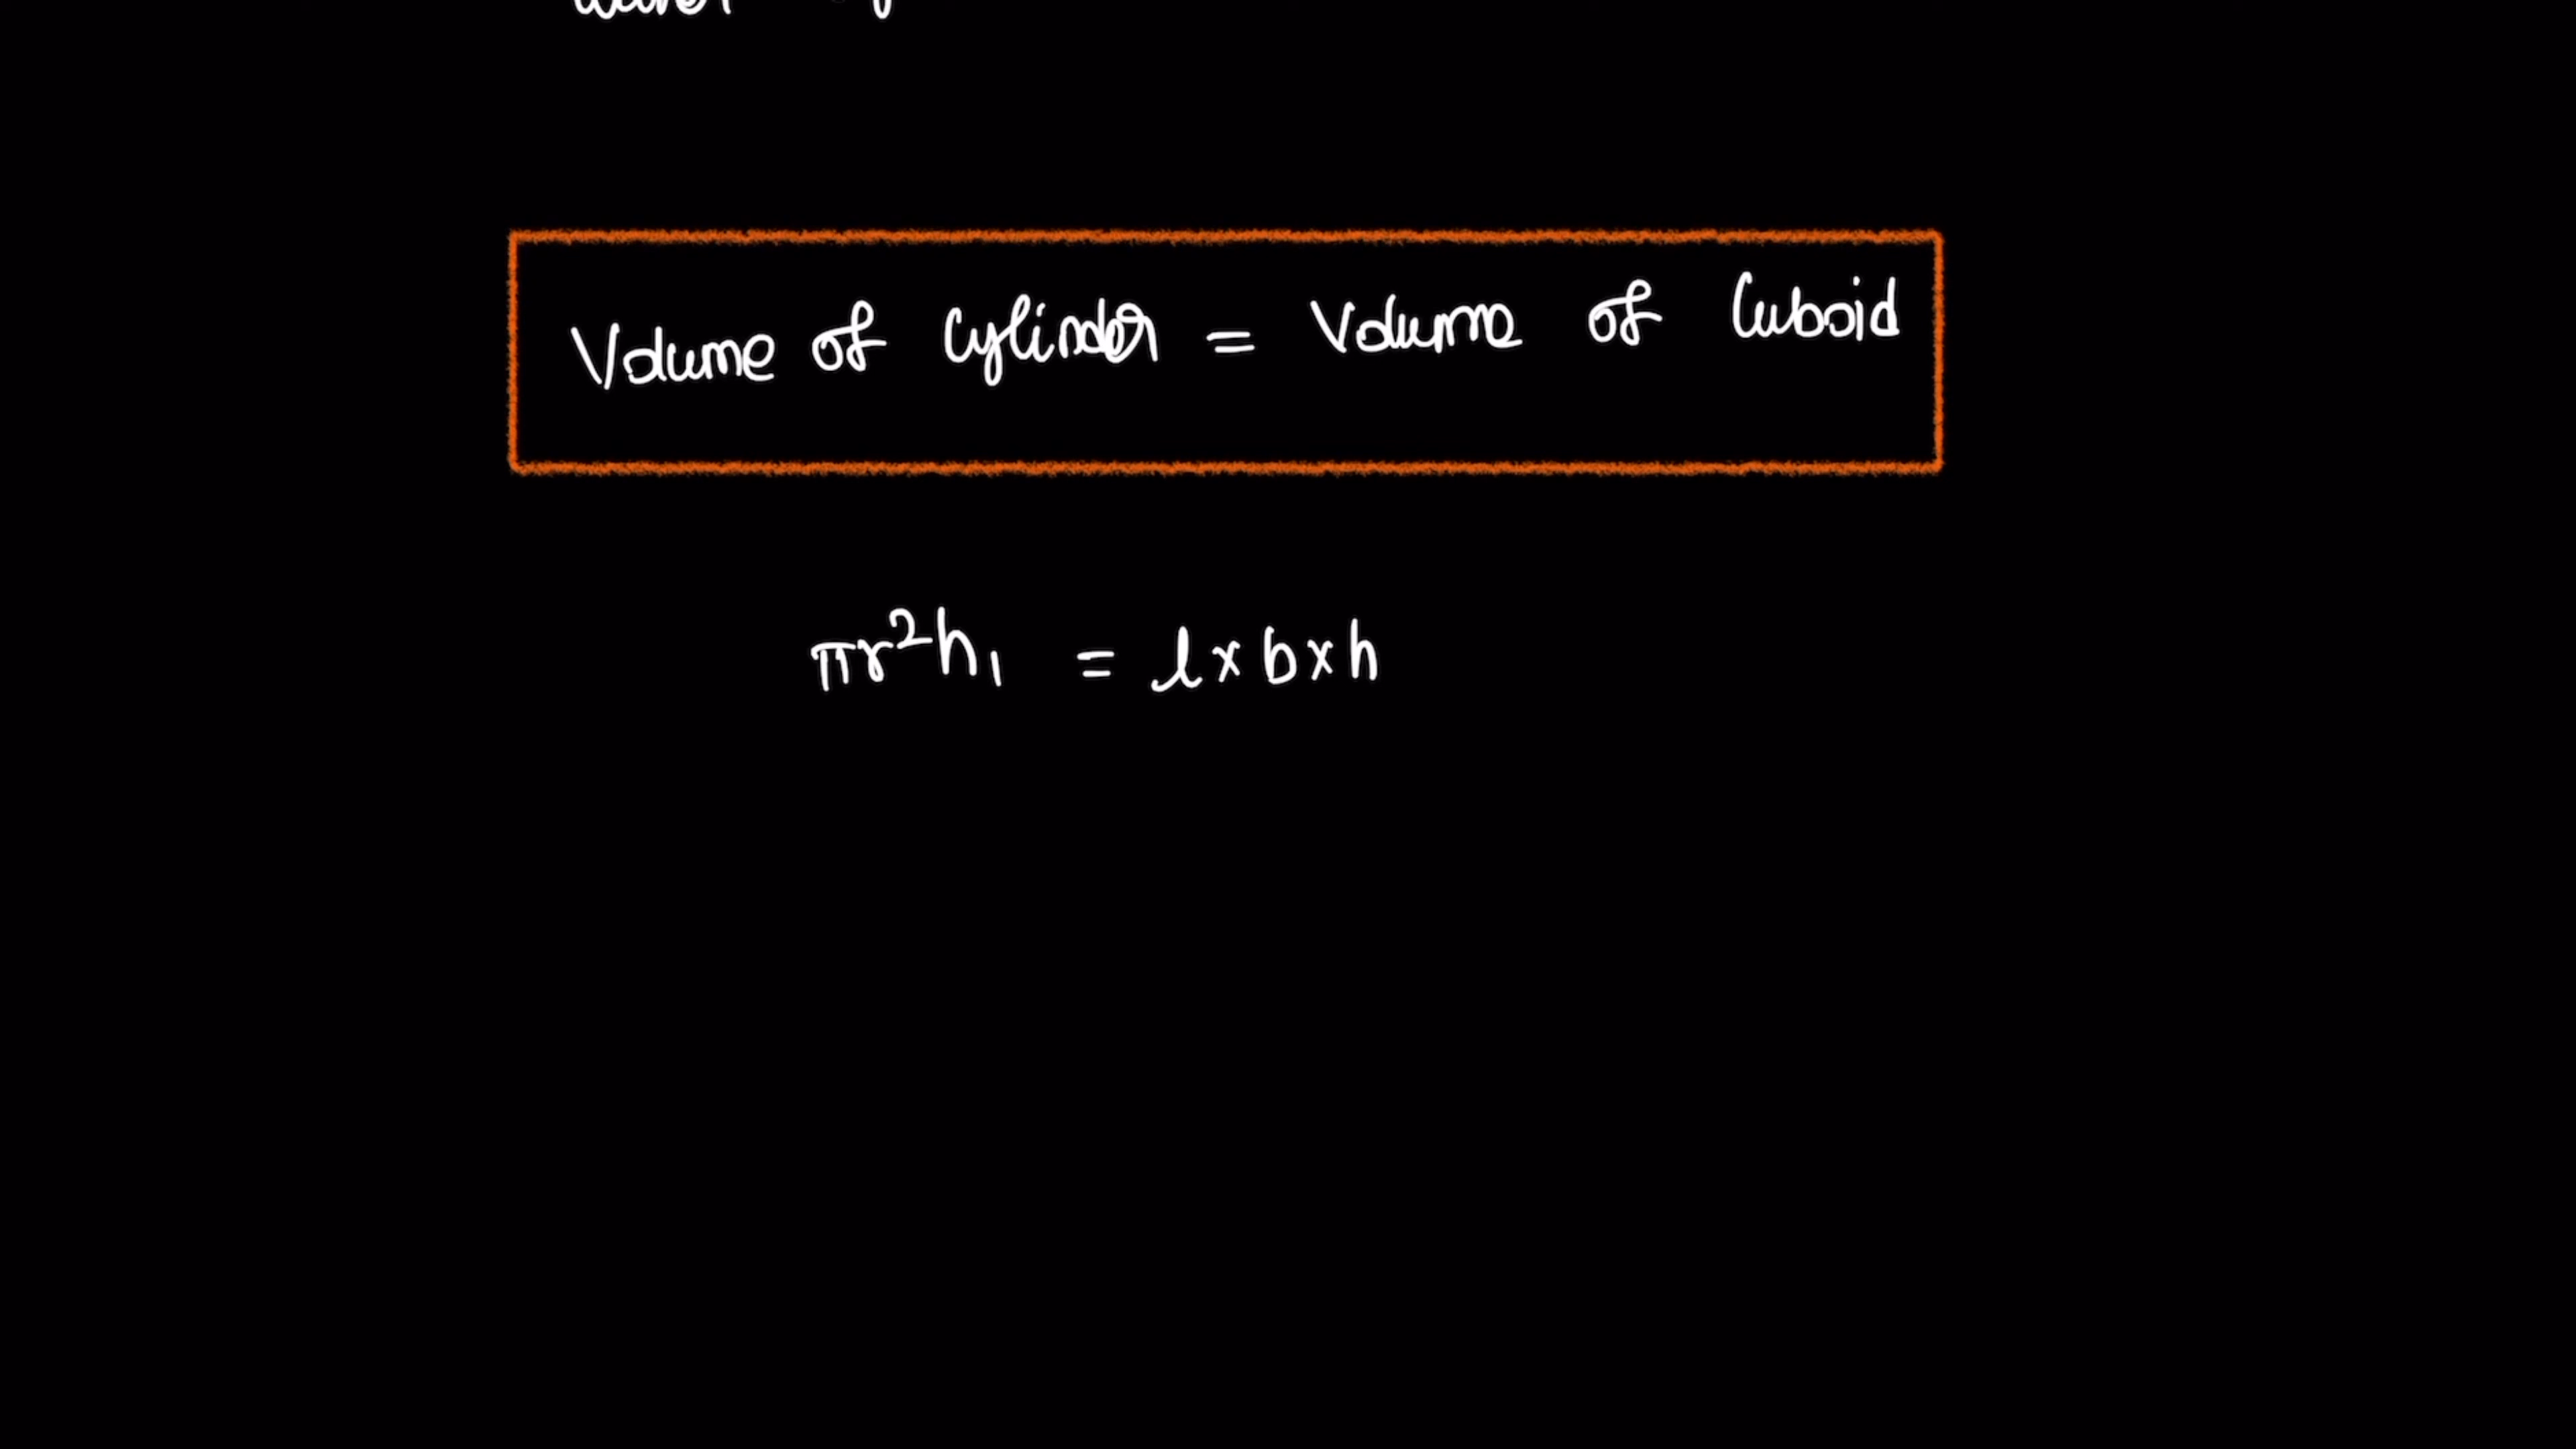 Volume of Cylinder = Volume of Cuboid
πr²h₁ = l × b × h